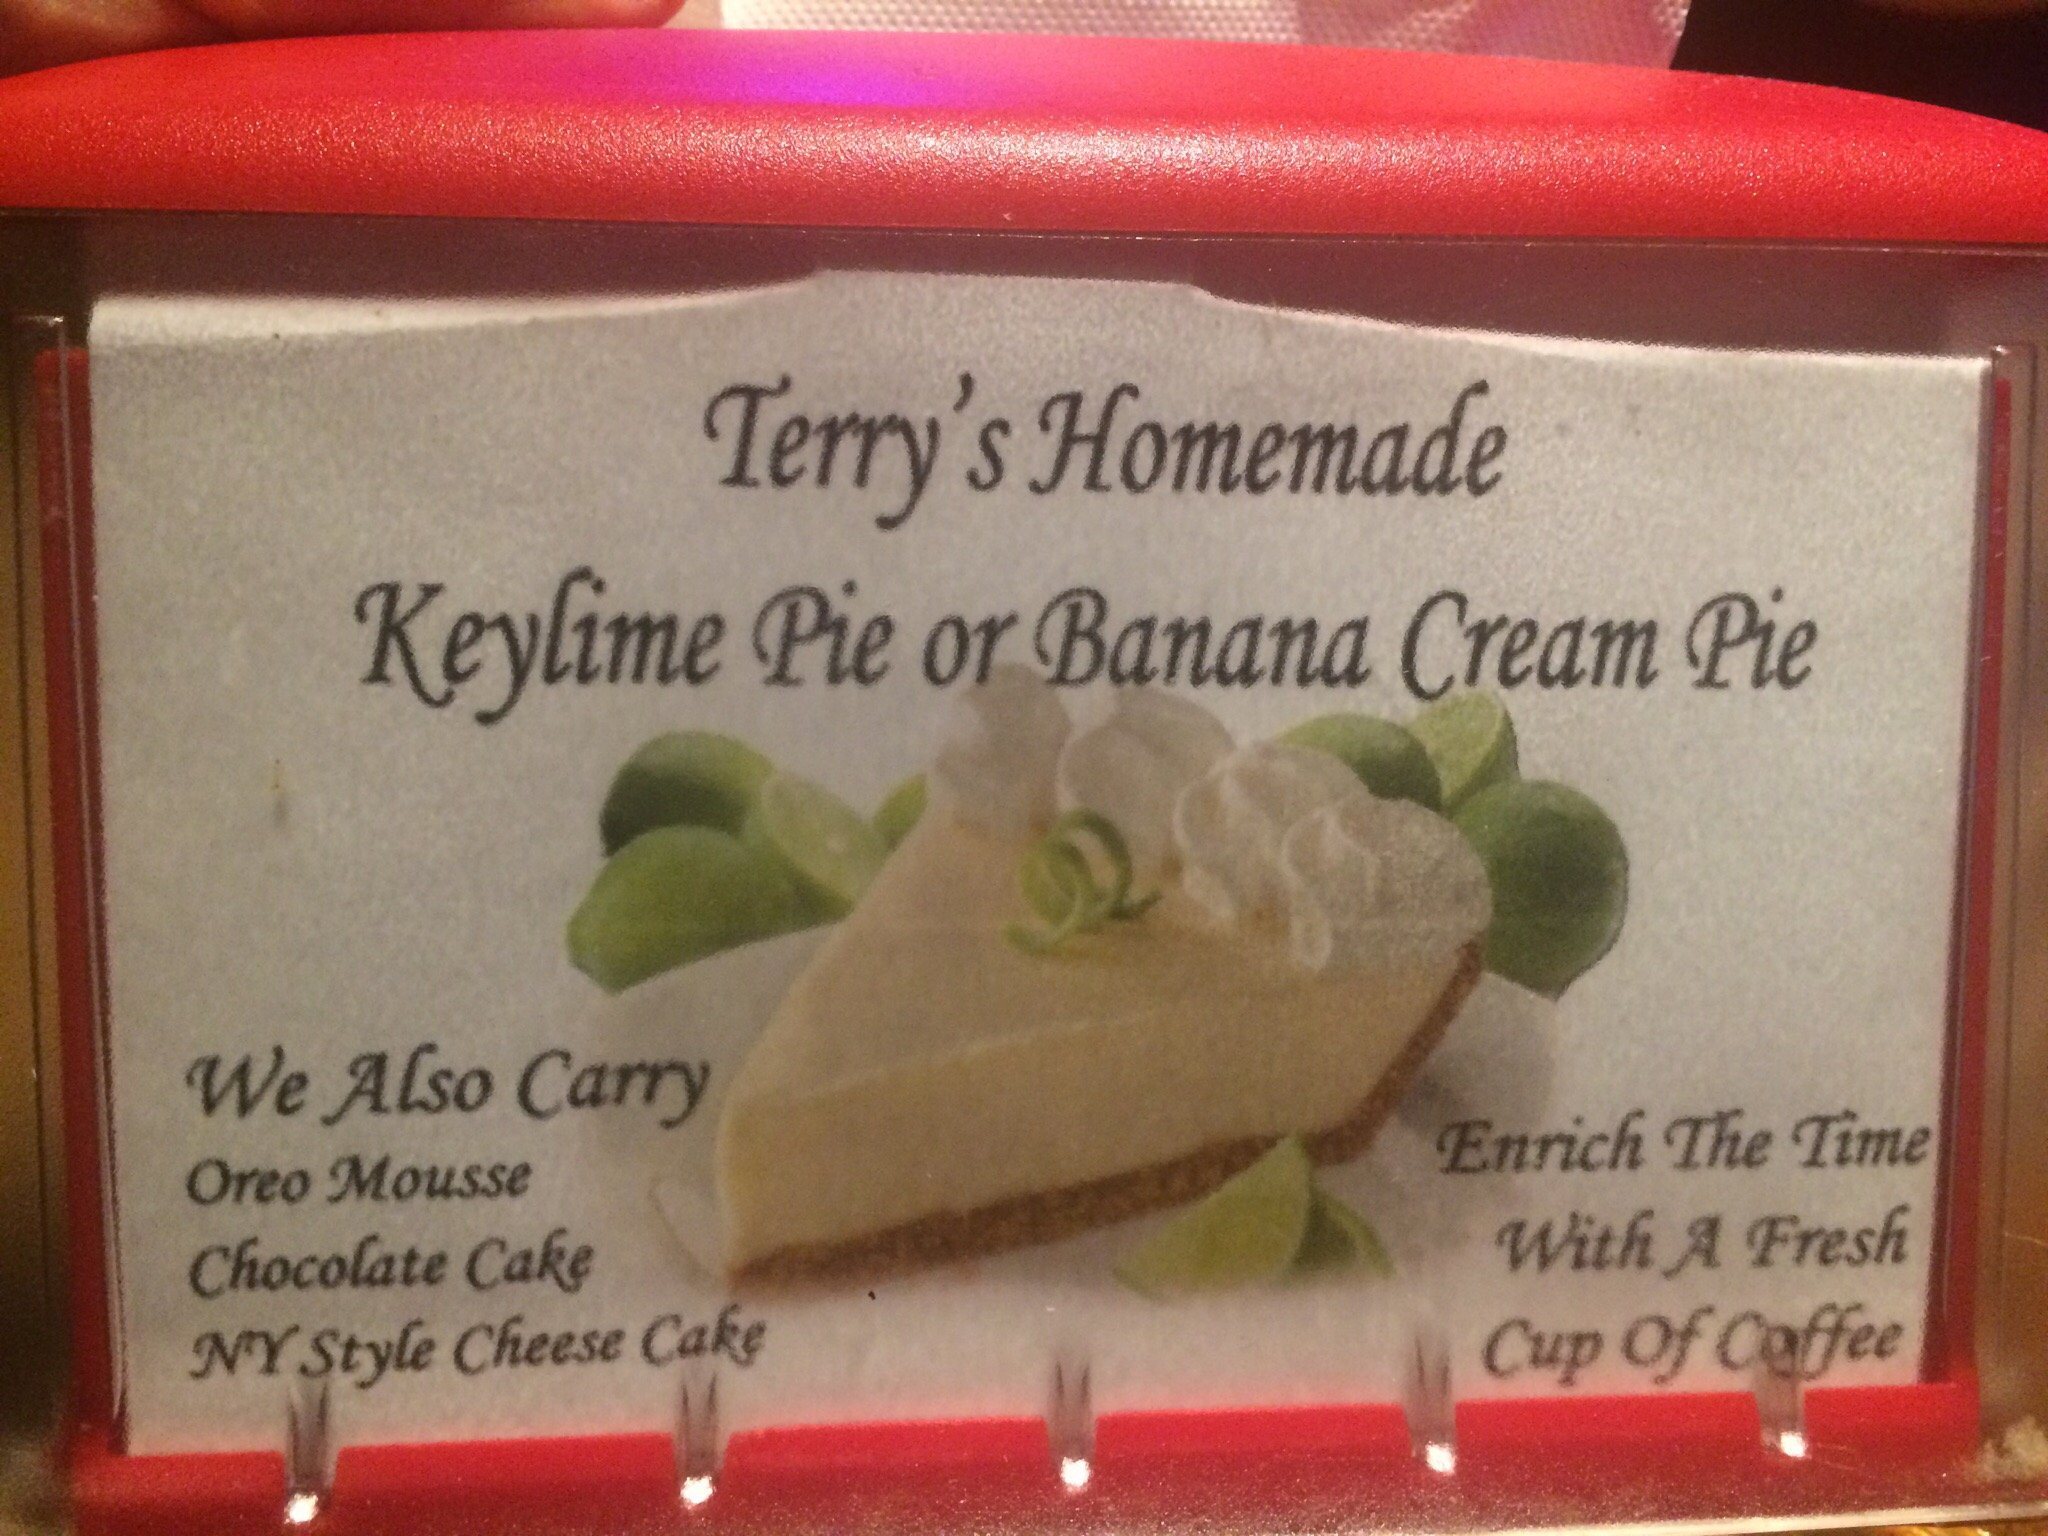 Terry's Homemade
Keylime Pie or Banana Cream Pie
We Also Carry
Oreo Mousse
Chocolate Cake
NY Style Cheese Cake
Enrich The Time
With A Fresh
Cup Of Coffee